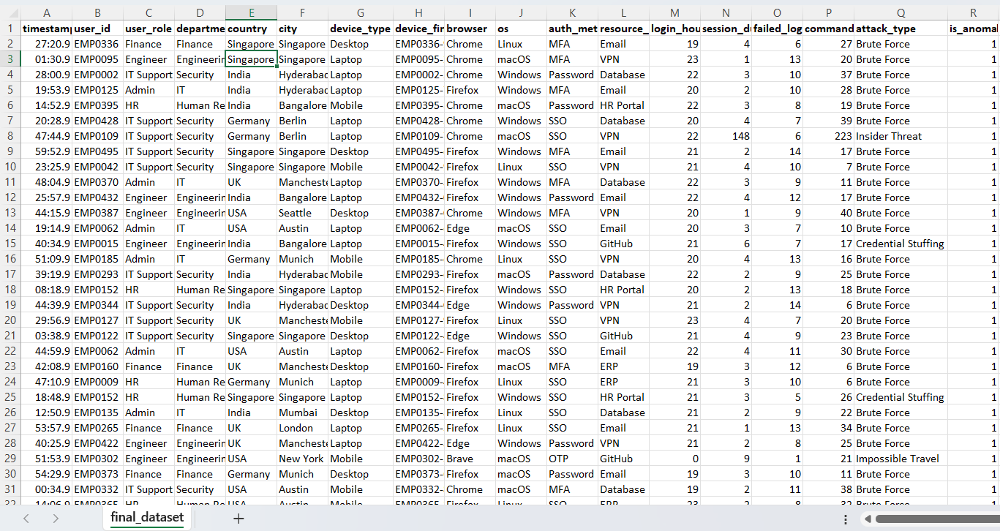 A B C D E F G H I J K L M N O P Q R
1 timestamp user_id user_role departme country city device_type device_fir browser os auth_met resource_ login_hou session_du failed_log command attack_type is_anomal
2 27:20.9 EMP0336 Finance Finance Singapore Singapore Desktop EMP0336- Chrome Linux MFA Email 19 4 6 27 Brute Force 1
3 01:30.9 EMP0095 Engineer Engineerin Singapore Singapore Laptop EMP0095- Chrome macOS MFA VPN 23 1 13 20 Brute Force 1
4 28:00.9 EMP0002 IT Support Security India Hyderabad Laptop EMP0002- Chrome Windows Password Database 22 3 10 37 Brute Force 1
5 19:53.9 EMP0125 Admin IT India Hyderabad Laptop EMP0125- Firefox Windows MFA Email 20 2 10 28 Brute Force 1
6 14:52.9 EMP0395 HR Human Re India Bangalore Mobile EMP0395- Chrome macOS Password HR Portal 22 3 8 19 Brute Force 1
7 20:28.9 EMP0428 IT Support Security Germany Berlin Laptop EMP0428- Chrome Windows SSO Database 20 4 7 39 Brute Force 1
8 47:44.9 EMP0109 IT Support Security Germany Berlin Laptop EMP0109- Chrome macOS SSO VPN 22 148 6 223 Insider Threat 1
9 59:52.9 EMP0495 IT Support Security Singapore Singapore Desktop EMP0495- Firefox Windows MFA Email 21 2 14 17 Brute Force 1
10 23:25.9 EMP0042 IT Support Security Singapore Singapore Mobile EMP0042- Firefox Linux SSO VPN 21 4 10 7 Brute Force 1
11 48:04.9 EMP0370 Admin IT UK Mancheste Laptop EMP0370- Firefox Windows MFA Database 22 3 9 11 Brute Force 1
12 25:57.9 EMP0432 Engineer Engineerin India Bangalore Laptop EMP0432- Firefox Windows Password Email 22 4 12 17 Brute Force 1
13 44:15.9 EMP0387 Engineer Engineerin USA Seattle Desktop EMP0387- Chrome Windows MFA VPN 20 1 9 40 Brute Force 1
14 19:14.9 EMP0062 Admin IT USA Austin Laptop EMP0062- Edge macOS SSO Email 20 3 7 10 Brute Force 1
15 40:34.9 EMP0015 Engineer Engineerin India Bangalore Laptop EMP0015- Firefox Windows SSO GitHub 21 6 7 17 Credential Stuffing 1
16 51:09.9 EMP0185 Admin IT Germany Munich Mobile EMP0185- Chrome Linux SSO VPN 20 4 13 16 Brute Force 1
17 39:19.9 EMP0293 IT Support Security India Hyderabad Mobile EMP0293- Firefox macOS Password Database 22 2 9 25 Brute Force 1
18 08:18.9 EMP0152 HR Human Re Singapore Singapore Laptop EMP0152- Firefox Windows SSO HR Portal 20 2 13 18 Brute Force 1
19 44:39.9 EMP0344 IT Support Security India Hyderabad Desktop EMP0344- Edge Windows Password VPN 21 2 14 6 Brute Force 1
20 29:56.9 EMP0127 IT Support Security UK Mancheste Mobile EMP0127- Firefox Linux SSO VPN 23 4 7 20 Brute Force 1
21 03:38.9 EMP0122 IT Support Security Singapore Singapore Desktop EMP0122- Edge Windows SSO GitHub 21 4 9 23 Brute Force 1
22 44:59.9 EMP0062 Admin IT USA Austin Laptop EMP0062- Firefox macOS SSO Email 22 4 11 30 Brute Force 1
23 42:08.9 EMP0160 Finance Finance UK Mancheste Desktop EMP0160- Firefox macOS MFA ERP 19 3 12 6 Brute Force 1
24 47:10.9 EMP0009 HR Human Re Germany Munich Laptop EMP0009- Firefox Linux SSO ERP 21 3 10 6 Brute Force 1
25 18:48.9 EMP0152 HR Human Re Singapore Singapore Laptop EMP0152- Firefox Windows SSO HR Portal 21 3 5 26 Credential Stuffing 1
26 12:50.9 EMP0135 Admin IT India Mumbai Desktop EMP0135- Firefox Linux SSO Database 21 2 9 22 Brute Force 1
27 53:57.9 EMP0265 Finance Finance UK London Laptop EMP0265- Firefox Linux SSO Email 21 1 13 34 Brute Force 1
28 40:25.9 EMP0422 Engineer Engineerin UK Mancheste Laptop EMP0422- Edge Windows Password VPN 21 2 8 25 Brute Force 1
29 51:53.9 EMP0302 Engineer Engineerin USA New York Mobile EMP0302- Brave macOS OTP GitHub 0 9 1 21 Impossible Travel 1
30 54:29.9 EMP0373 Finance Finance Germany Munich Desktop EMP0373- Firefox macOS Password Email 19 3 10 11 Brute Force 1
31 00:34.9 EMP0332 IT Support Security USA Austin Mobile EMP0332- Chrome macOS MFA Database 19 2 11 38 Brute Force 1
final_dataset